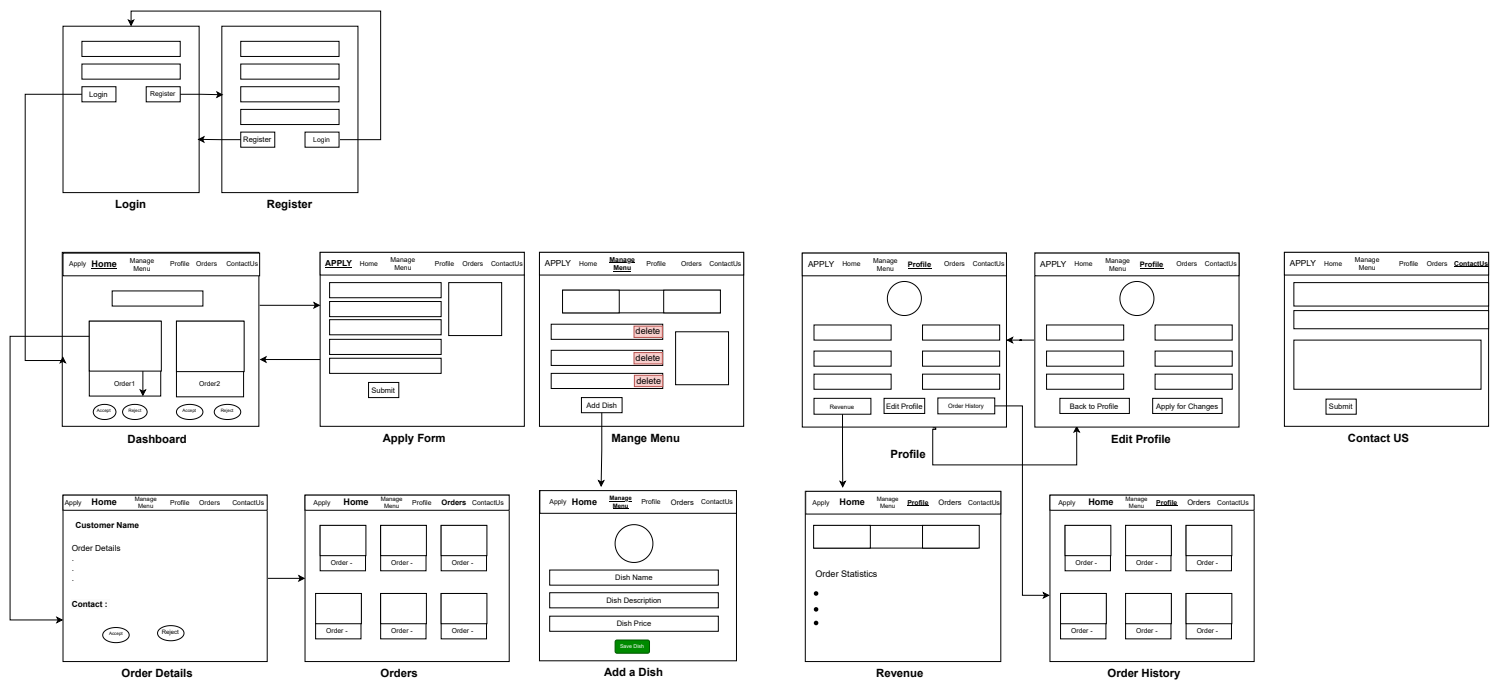 Login
Register
Register
Login
Login
Register
Apply Home Manage Menu Profile Orders ContactUs
Order1
Order2
Accept
Reject
Accept
Reject
Dashboard
APPLY Home Manage Menu Profile Orders ContactUs
Submit
Apply Form
APPLY Home Manage Menu Profile Orders ContactUs
delete
delete
delete
Add Dish
Mange Menu
APPLY Home Manage Menu Profile Orders ContactUs
Revenue
Edit Profile
Order History
Profile
APPLY Home Manage Menu Profile Orders ContactUs
Back to Profile
Apply for Changes
Edit Profile
APPLY Home Manage Menu Profile Orders ContactUs
Submit
Contact US
Apply Home Manage Menu Profile Orders ContactUs
Customer Name
Order Details
.
.
.
Contact :
Accept
Reject
Order Details
Apply Home Manage Menu Profile Orders ContactUs
Order -
Order -
Order -
Order -
Order -
Order -
Orders
Apply Home Manage Menu Profile Orders ContactUs
Dish Name
Dish Description
Dish Price
Save Dish
Add a Dish
Apply Home Manage Menu Profile Orders ContactUs
Order Statistics
Revenue
Apply Home Manage Menu Profile Orders ContactUs
Order -
Order -
Order -
Order -
Order -
Order -
Order History